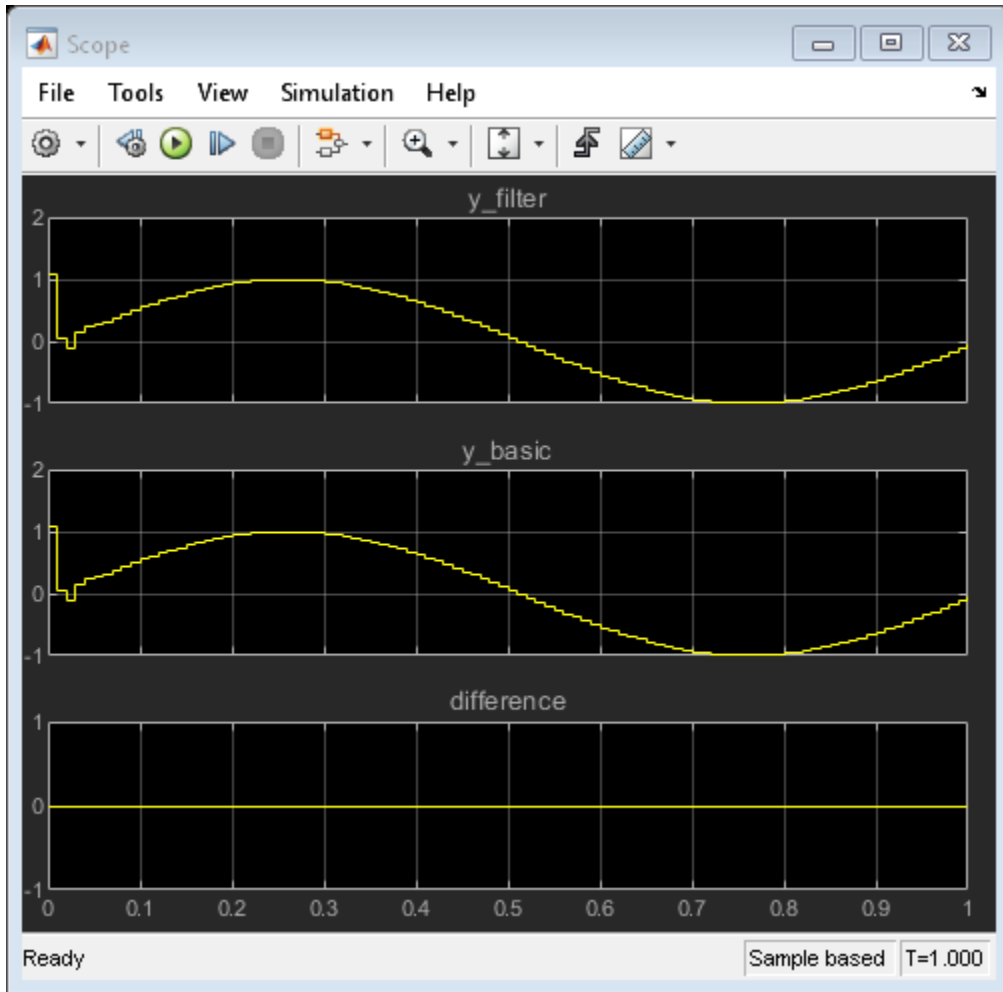 Scope
File Tools View Simulation Help
y_filter
2
1
0
-1
y_basic
2
1
0
-1
difference
1
0
-1
0 0.1 0.2 0.3 0.4 0.5 0.6 0.7 0.8 0.9 1
Ready Sample based T=1.000